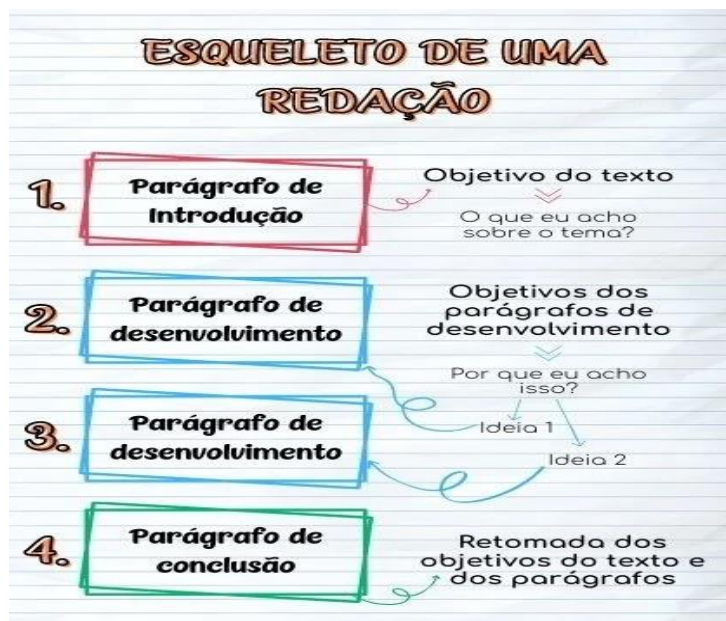 ESQUELETO DE UMA
REDAÇÃO
1.
Parágrafo de
Introdução
Objetivo do texto
O que eu acho
sobre o tema?
2.
Parágrafo de
desenvolvimento
Objetivos dos
parágrafos de
desenvolvimento
Por que eu acho
isso?
Ideia 1
3.
Parágrafo de
desenvolvimento
Ideia 2
4.
Parágrafo de
conclusão
Retomada dos
objetivos do texto e
dos parágrafos